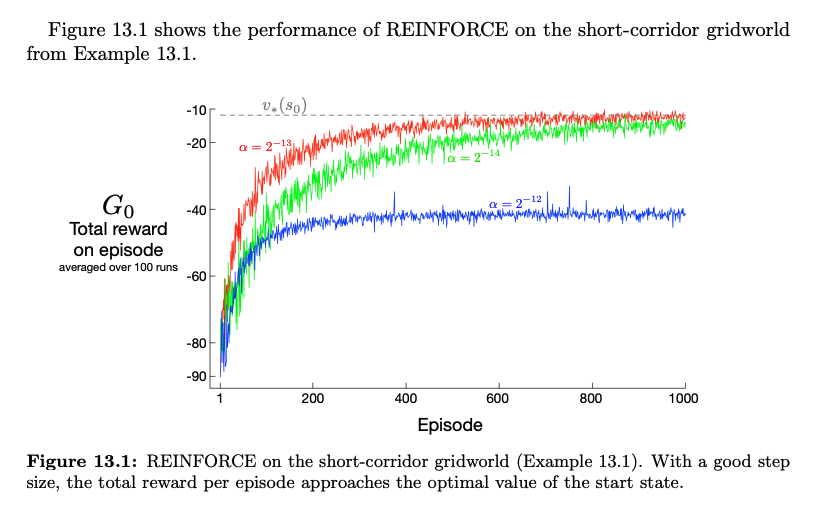 Figure 13.1 shows the performance of REINFORCE on the short-corridor gridworld
from Example 13.1.
v∗(s0)
-10
-20
α = 2−13
α = 2−14
G0
Total reward
on episode
averaged over 100 runs
-40
α = 2−12
-60
-80
-90
1 200 400 600 800 1000
Episode
Figure 13.1: REINFORCE on the short-corridor gridworld (Example 13.1). With a good step
size, the total reward per episode approaches the optimal value of the start state.